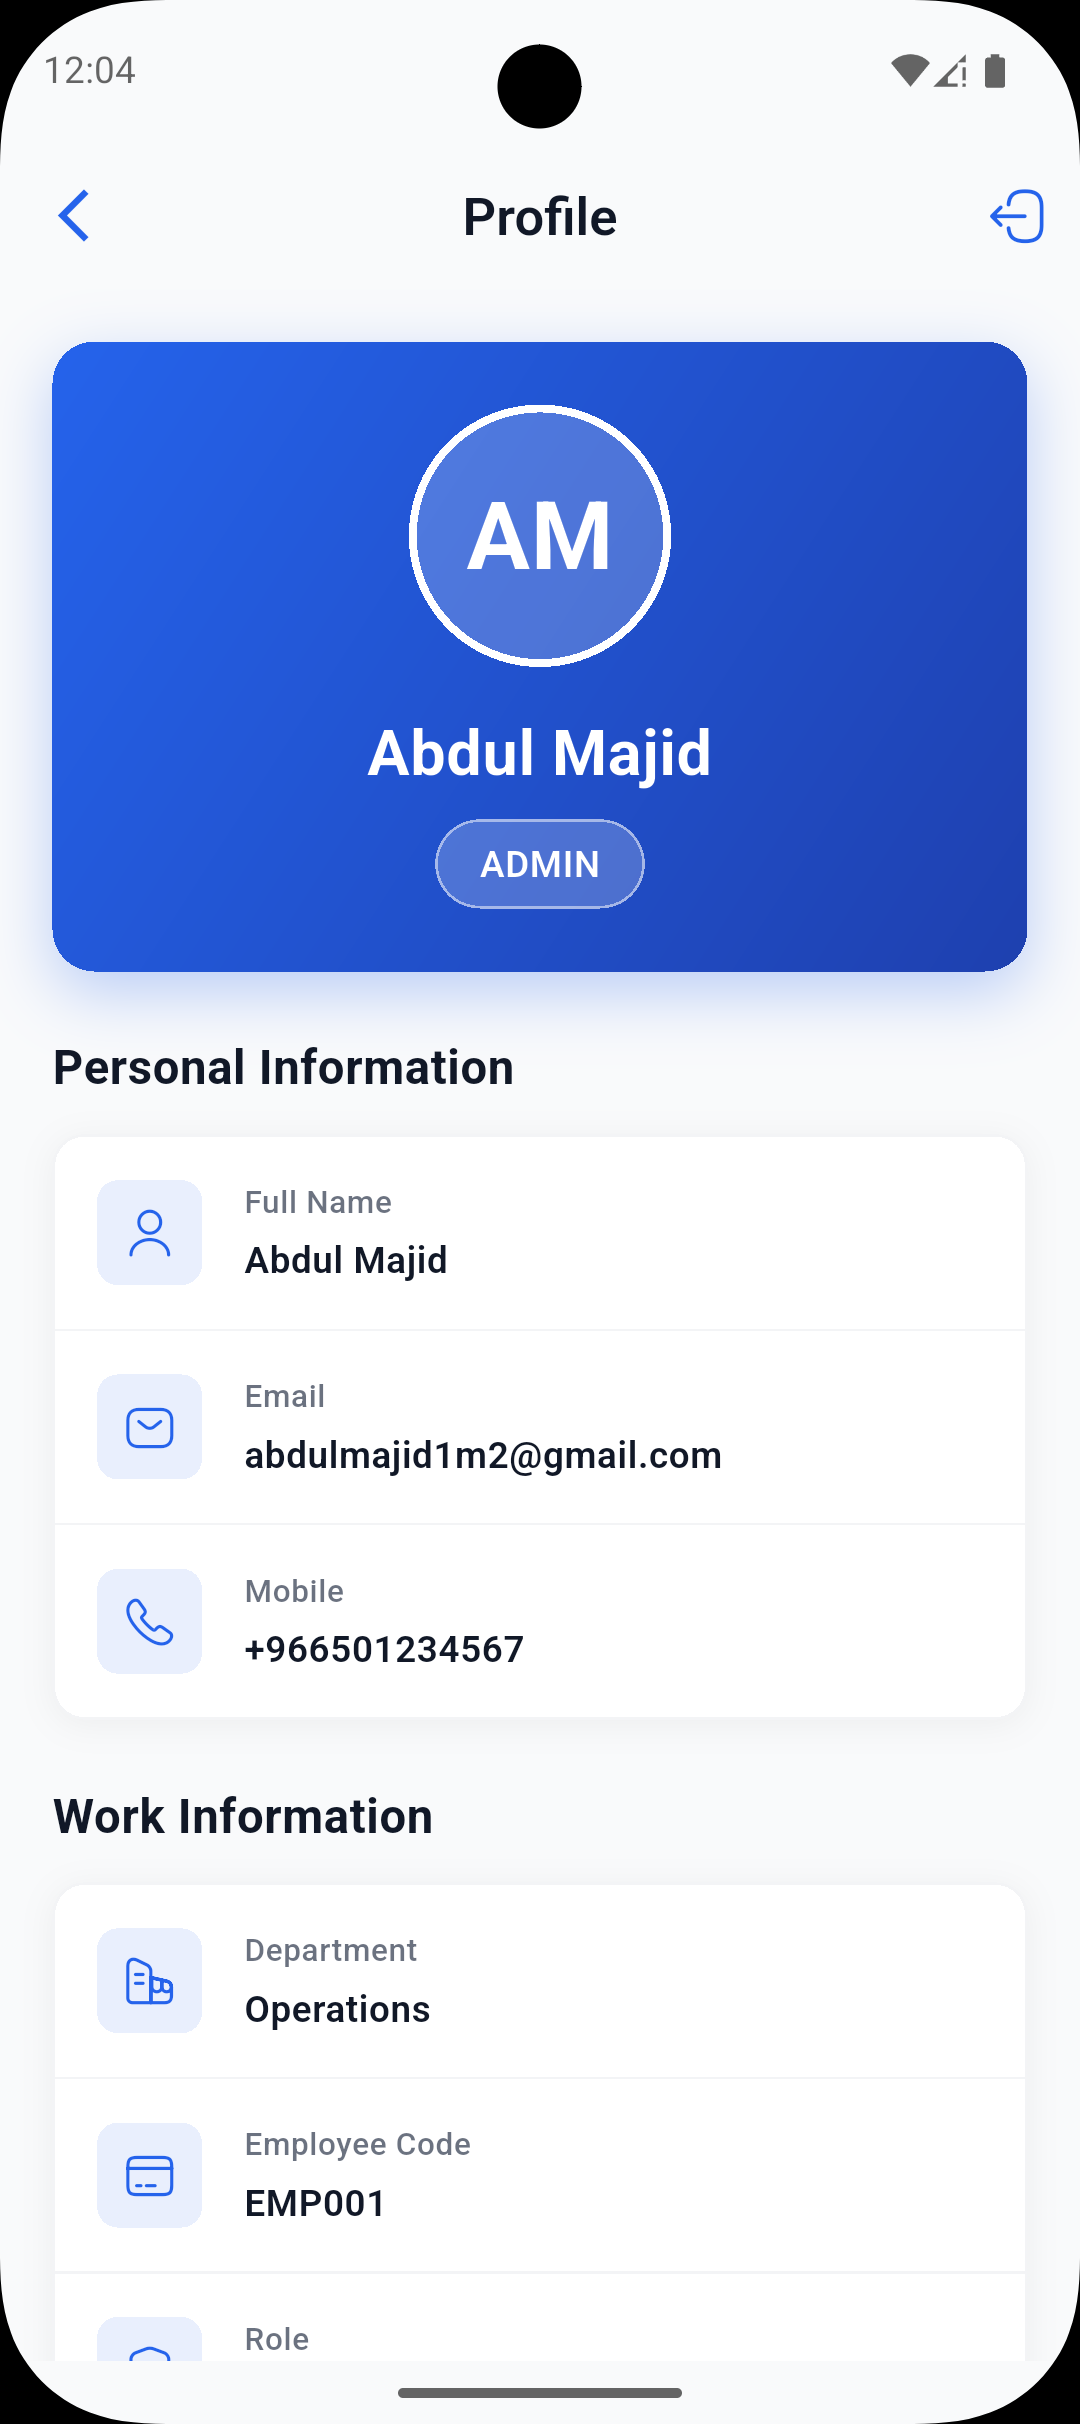 12:04
Profile
AM
Abdul Majid
ADMIN
Personal Information
Full Name
Abdul Majid
Email
abdulmajid1m2@gmail.com
Mobile
+966501234567
Work Information
Department
Operations
Employee Code
EMP001
Role